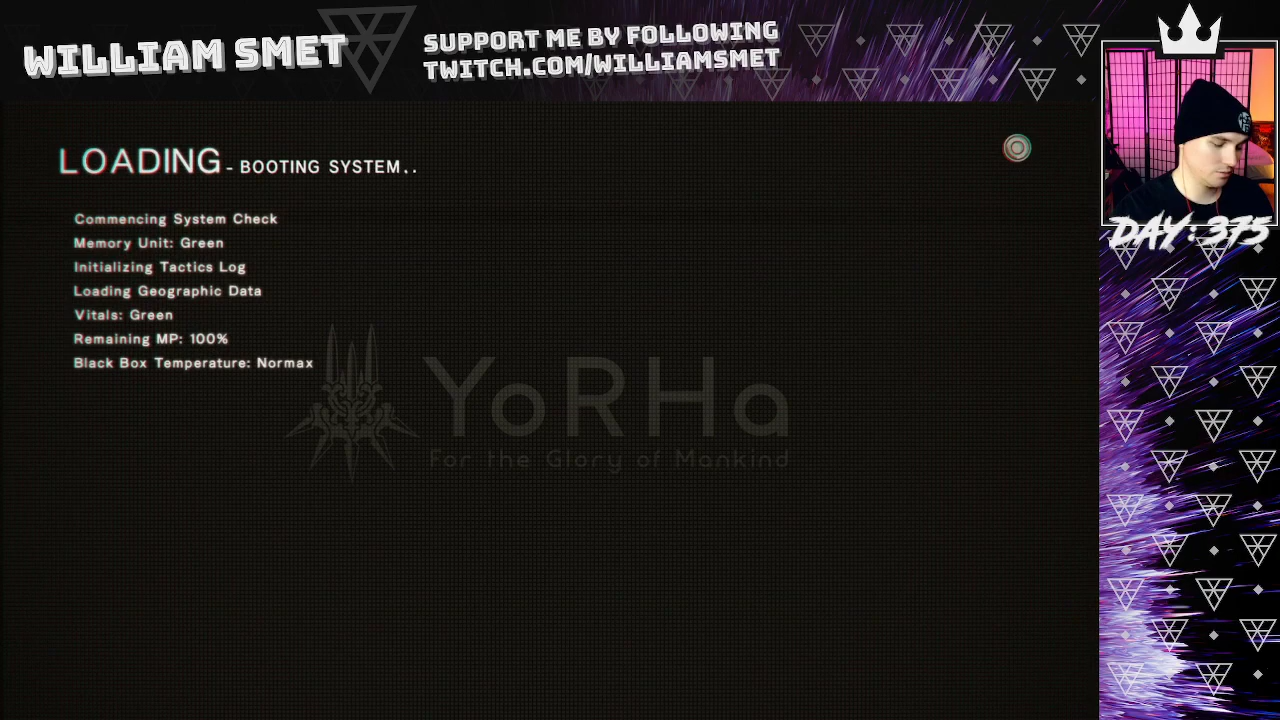 WILLIAM SMET
SUPPORT ME BY FOLLOWING
TWITCH.COM/WILLIAMSMET
DAY: 375
LOADING - BOOTING SYSTEM..
Commencing System Check
Memory Unit: Green
Initializing Tactics Log
Loading Geographic Data
Vitals: Green
Remaining MP: 100%
Black Box Temperature: Normax
YoRHa
For the Glory of Mankind